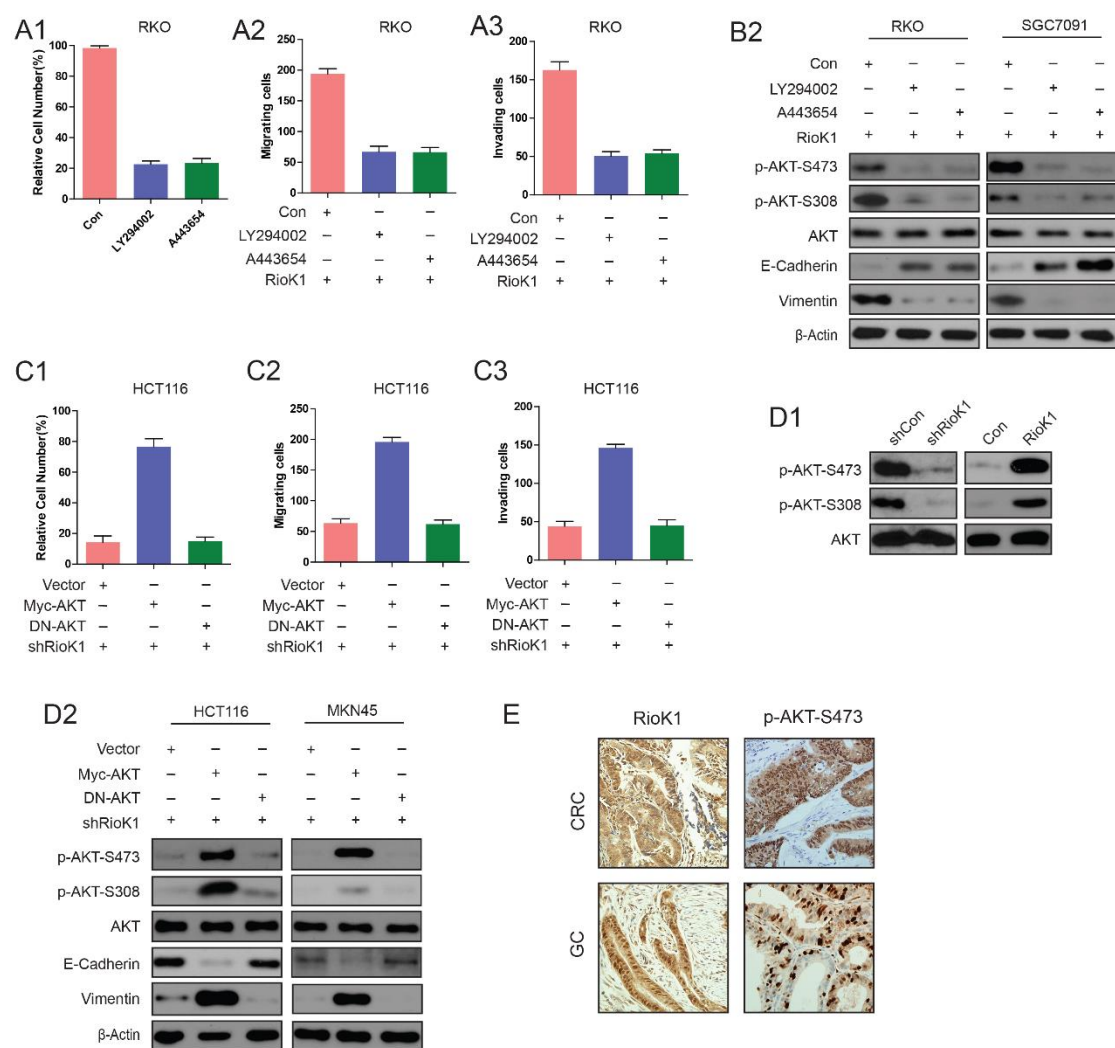 A1
RKO
Relative Cell Number(%)
100
80
60
40
20
0
Con
LY294002
A443654
A2
RKO
Migrating cells
250
200
150
100
50
0
Con + – –
LY294002 – + –
A443654 – – +
RioK1 + + +
A3
RKO
Invading cells
150
100
50
0
Con + – –
LY294002 – + –
A443654 – – +
RioK1 + + +
B2
RKO SGC7091
Con + – – + – –
LY294002 – + – – + –
A443654 – – + – – +
RioK1 + + + + + +
p-AKT-S473
p-AKT-S308
AKT
E-Cadherin
Vimentin
β-Actin
C1
HCT116
Relative Cell Number(%)
100
80
60
40
20
0
Vector + – –
Myc-AKT – + –
DN-AKT – – +
shRioK1 + + +
C2
HCT116
Migrating cells
250
200
150
100
50
0
Vector + – –
Myc-AKT – + –
DN-AKT – – +
shRioK1 + + +
C3
HCT116
Invading cells
200
150
100
50
0
Vector + – –
Myc-AKT – + –
DN-AKT – – +
shRioK1 + + +
D1
shCon shRioK1 Con RioK1
p-AKT-S473
p-AKT-S308
AKT
D2
HCT116 MKN45
Vector + – – + – –
Myc-AKT – + – – + –
DN-AKT – – + – – +
shRioK1 + + + + + +
p-AKT-S473
p-AKT-S308
AKT
E-Cadherin
Vimentin
β-Actin
E
RioK1 p-AKT-S473
CRC
GC